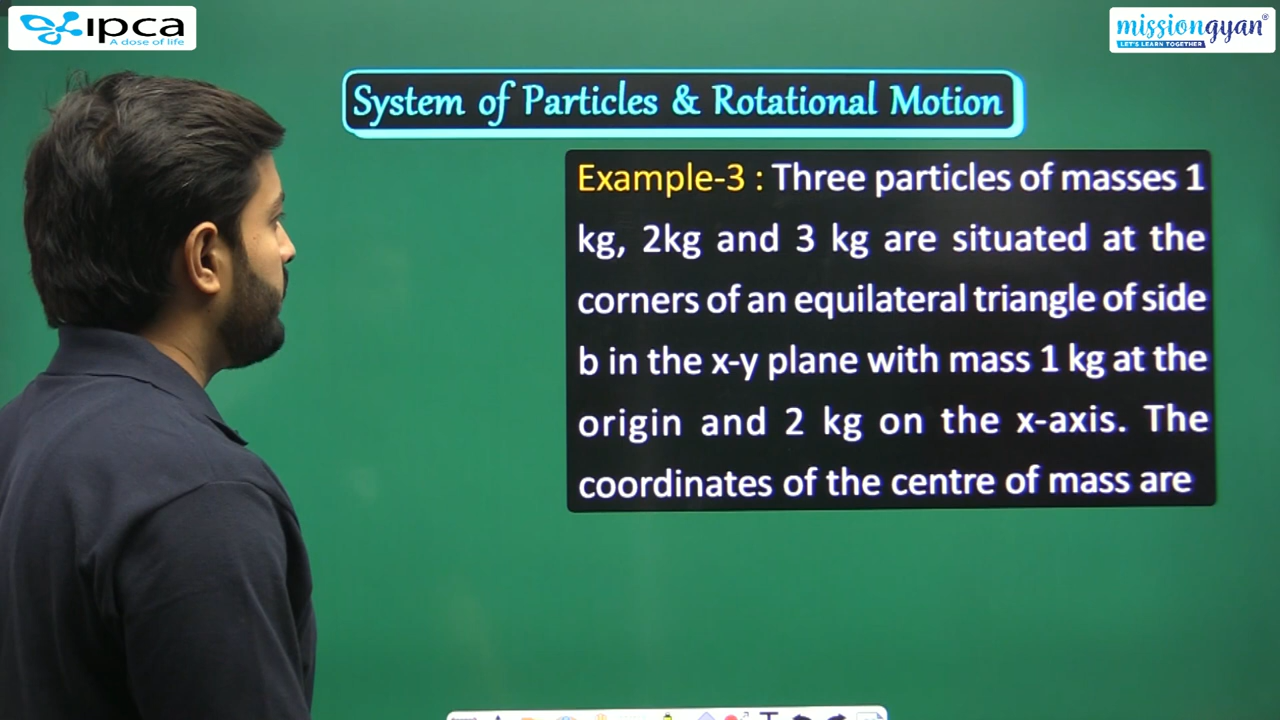 ipca
A dose of life
missiongyan®
LET'S LEARN TOGETHER
System of Particles & Rotational Motion
Example-3 : Three particles of masses 1
kg, 2kg and 3 kg are situated at the
corners of an equilateral triangle of side
b in the x-y plane with mass 1 kg at the
origin and 2 kg on the x-axis. The
coordinates of the centre of mass are